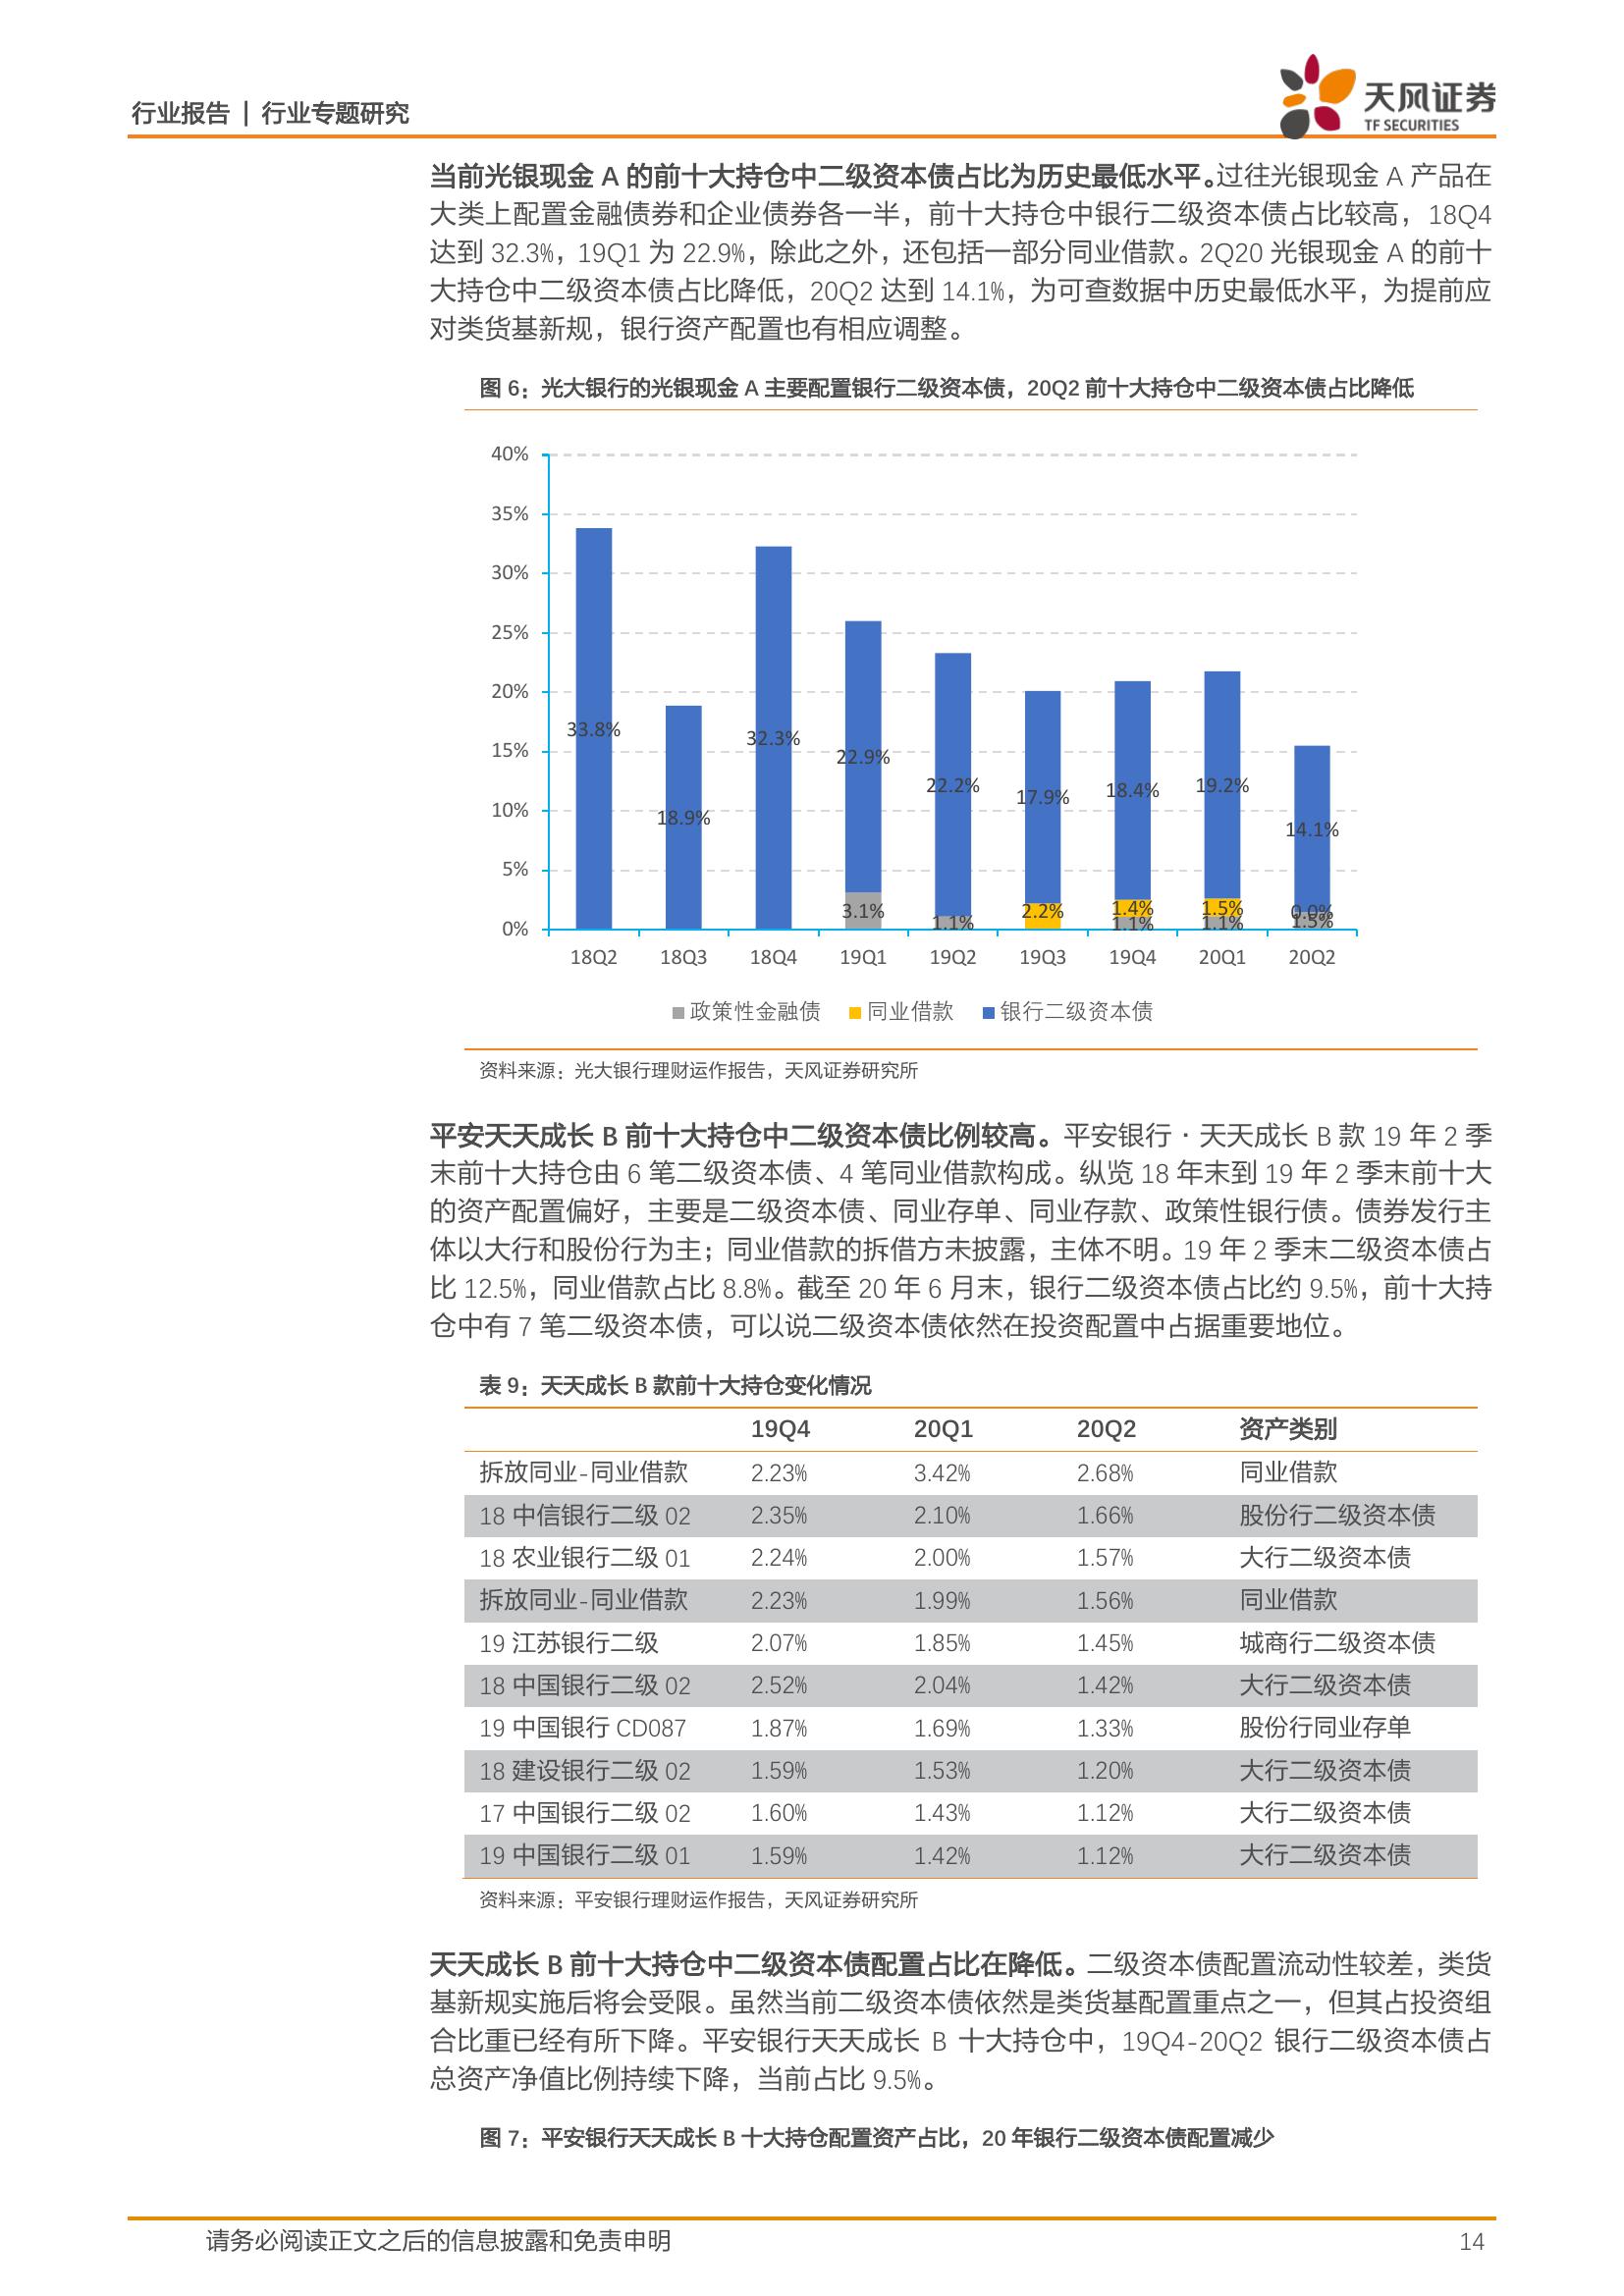 行业报告 | 行业专题研究
天风证券
TF SECURITIES
当前光银现金 A 的前十大持仓中二级资本债占比为历史最低水平。过往光银现金 A 产品在
大类上配置金融债券和企业债券各一半，前十大持仓中银行二级资本债占比较高，18Q4
达到 32.3%，19Q1 为 22.9%，除此之外，还包括一部分同业借款。2Q20 光银现金 A 的前十
大持仓中二级资本债占比降低，20Q2 达到 14.1%，为可查数据中历史最低水平，为提前应
对类货基新规，银行资产配置也有相应调整。
图 6：光大银行的光银现金 A 主要配置银行二级资本债，20Q2 前十大持仓中二级资本债占比降低
40%
35%
30%
25%
20%
15%
10%
5%
0%
33.8%
18.9%
32.3%
22.9%
22.2%
17.9%
18.4%
19.2%
14.1%
3.1%
1.1%
2.2%
1.4%
1.1%
1.5%
1.1%
0.0%
1.5%
18Q2 18Q3 18Q4 19Q1 19Q2 19Q3 19Q4 20Q1 20Q2
政策性金融债 同业借款 银行二级资本债
资料来源：光大银行理财运作报告，天风证券研究所
平安天天成长 B 前十大持仓中二级资本债比例较高。平安银行·天天成长 B 款 19 年 2 季
末前十大持仓由 6 笔二级资本债、4 笔同业借款构成。纵览 18 年末到 19 年 2 季末前十大
的资产配置偏好，主要是二级资本债、同业存单、同业存款、政策性银行债。债券发行主
体以大行和股份行为主；同业借款的拆借方未披露，主体不明。19 年 2 季末二级资本债占
比 12.5%，同业借款占比 8.8%。截至 20 年 6 月末，银行二级资本债占比约 9.5%，前十大持
仓中有 7 笔二级资本债，可以说二级资本债依然在投资配置中占据重要地位。
表 9：天天成长 B 款前十大持仓变化情况
19Q4 20Q1 20Q2 资产类别
拆放同业-同业借款 2.23% 3.42% 2.68% 同业借款
18 中信银行二级 02 2.35% 2.10% 1.66% 股份行二级资本债
18 农业银行二级 01 2.24% 2.00% 1.57% 大行二级资本债
拆放同业-同业借款 2.23% 1.99% 1.56% 同业借款
19 江苏银行二级 2.07% 1.85% 1.45% 城商行二级资本债
18 中国银行二级 02 2.52% 2.04% 1.42% 大行二级资本债
19 中国银行 CD087 1.87% 1.69% 1.33% 股份行同业存单
18 建设银行二级 02 1.59% 1.53% 1.20% 大行二级资本债
17 中国银行二级 02 1.60% 1.43% 1.12% 大行二级资本债
19 中国银行二级 01 1.59% 1.42% 1.12% 大行二级资本债
资料来源：平安银行理财运作报告，天风证券研究所
天天成长 B 前十大持仓中二级资本债配置占比在降低。二级资本债配置流动性较差，类货
基新规实施后将会受限。虽然当前二级资本债依然是类货基配置重点之一，但其占投资组
合比重已经有所下降。平安银行天天成长 B 十大持仓中，19Q4-20Q2 银行二级资本债占
总资产净值比例持续下降，当前占比 9.5%。
图 7：平安银行天天成长 B 十大持仓配置资产占比，20 年银行二级资本债配置减少
请务必阅读正文之后的信息披露和免责申明 14